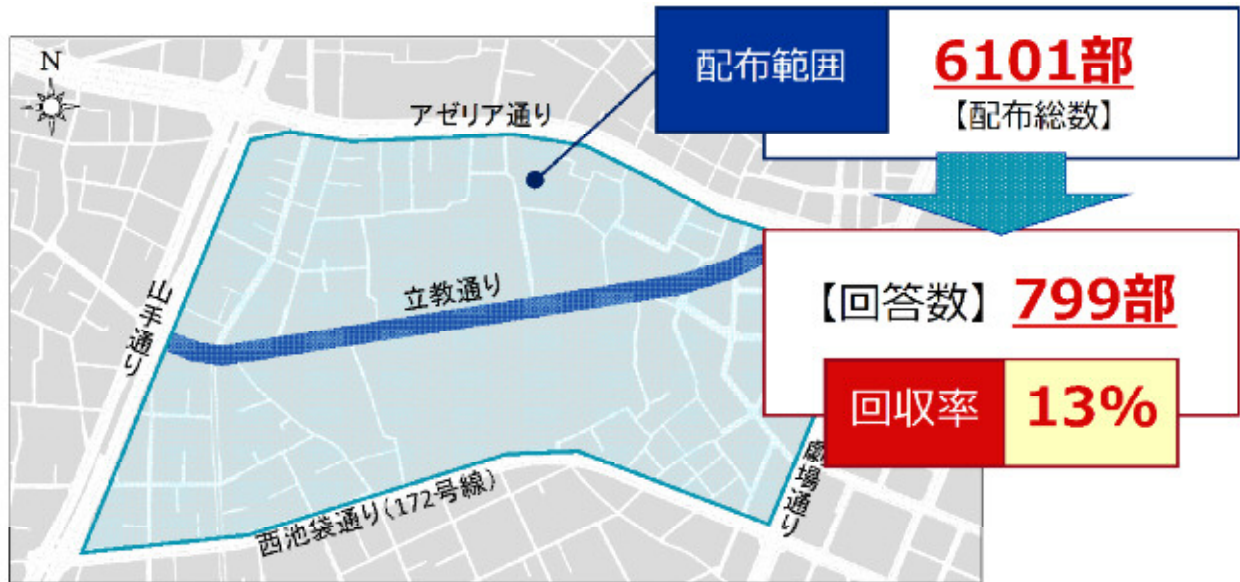 N
アゼリア通り
配布範囲
6101部
【配布総数】
【回答数】 799部
回収率 13%
立教通り
山手通り
西池袋通り(172号線)
劇場通り